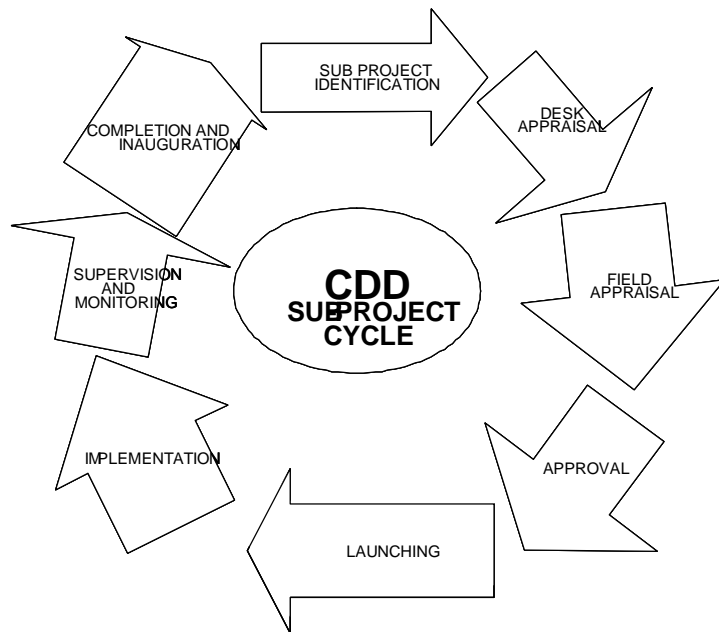 SUB PROJECT
IDENTIFICATION
DESK
APPRAISAL
FIELD
APPRAISAL
APPROVAL
LAUNCHING
IMPLEMENTATION
SUPERVISION
AND
MONITORING
COMPLETION AND
INAUGURATION
CDD
SUBPROJECT
CYCLE